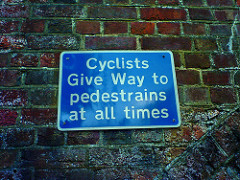 Cyclists
Give Way to
pedestrains
at all times